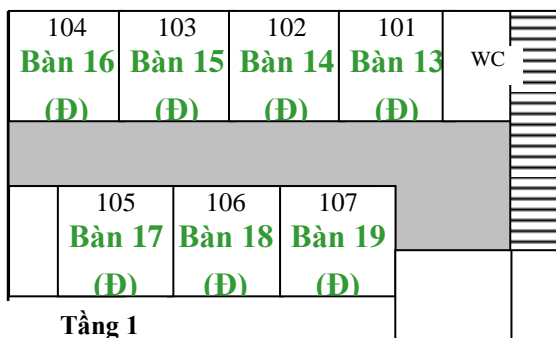 104 103 102 101
Bàn 16 Bàn 15 Bàn 14 Bàn 13 WC
(Đ) (Đ) (Đ) (Đ)
105 106 107
Bàn 17 Bàn 18 Bàn 19
(Đ) (Đ) (Đ)
Tầng 1